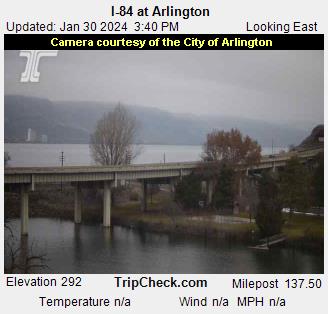 I-84 at Arlington
Updated: Jan 30 2024 3:40 PM Looking East
Camera courtesy of the City of Arlington
Elevation 292 TripCheck.com Milepost 137.50
Temperature n/a Wind n/a MPH n/a